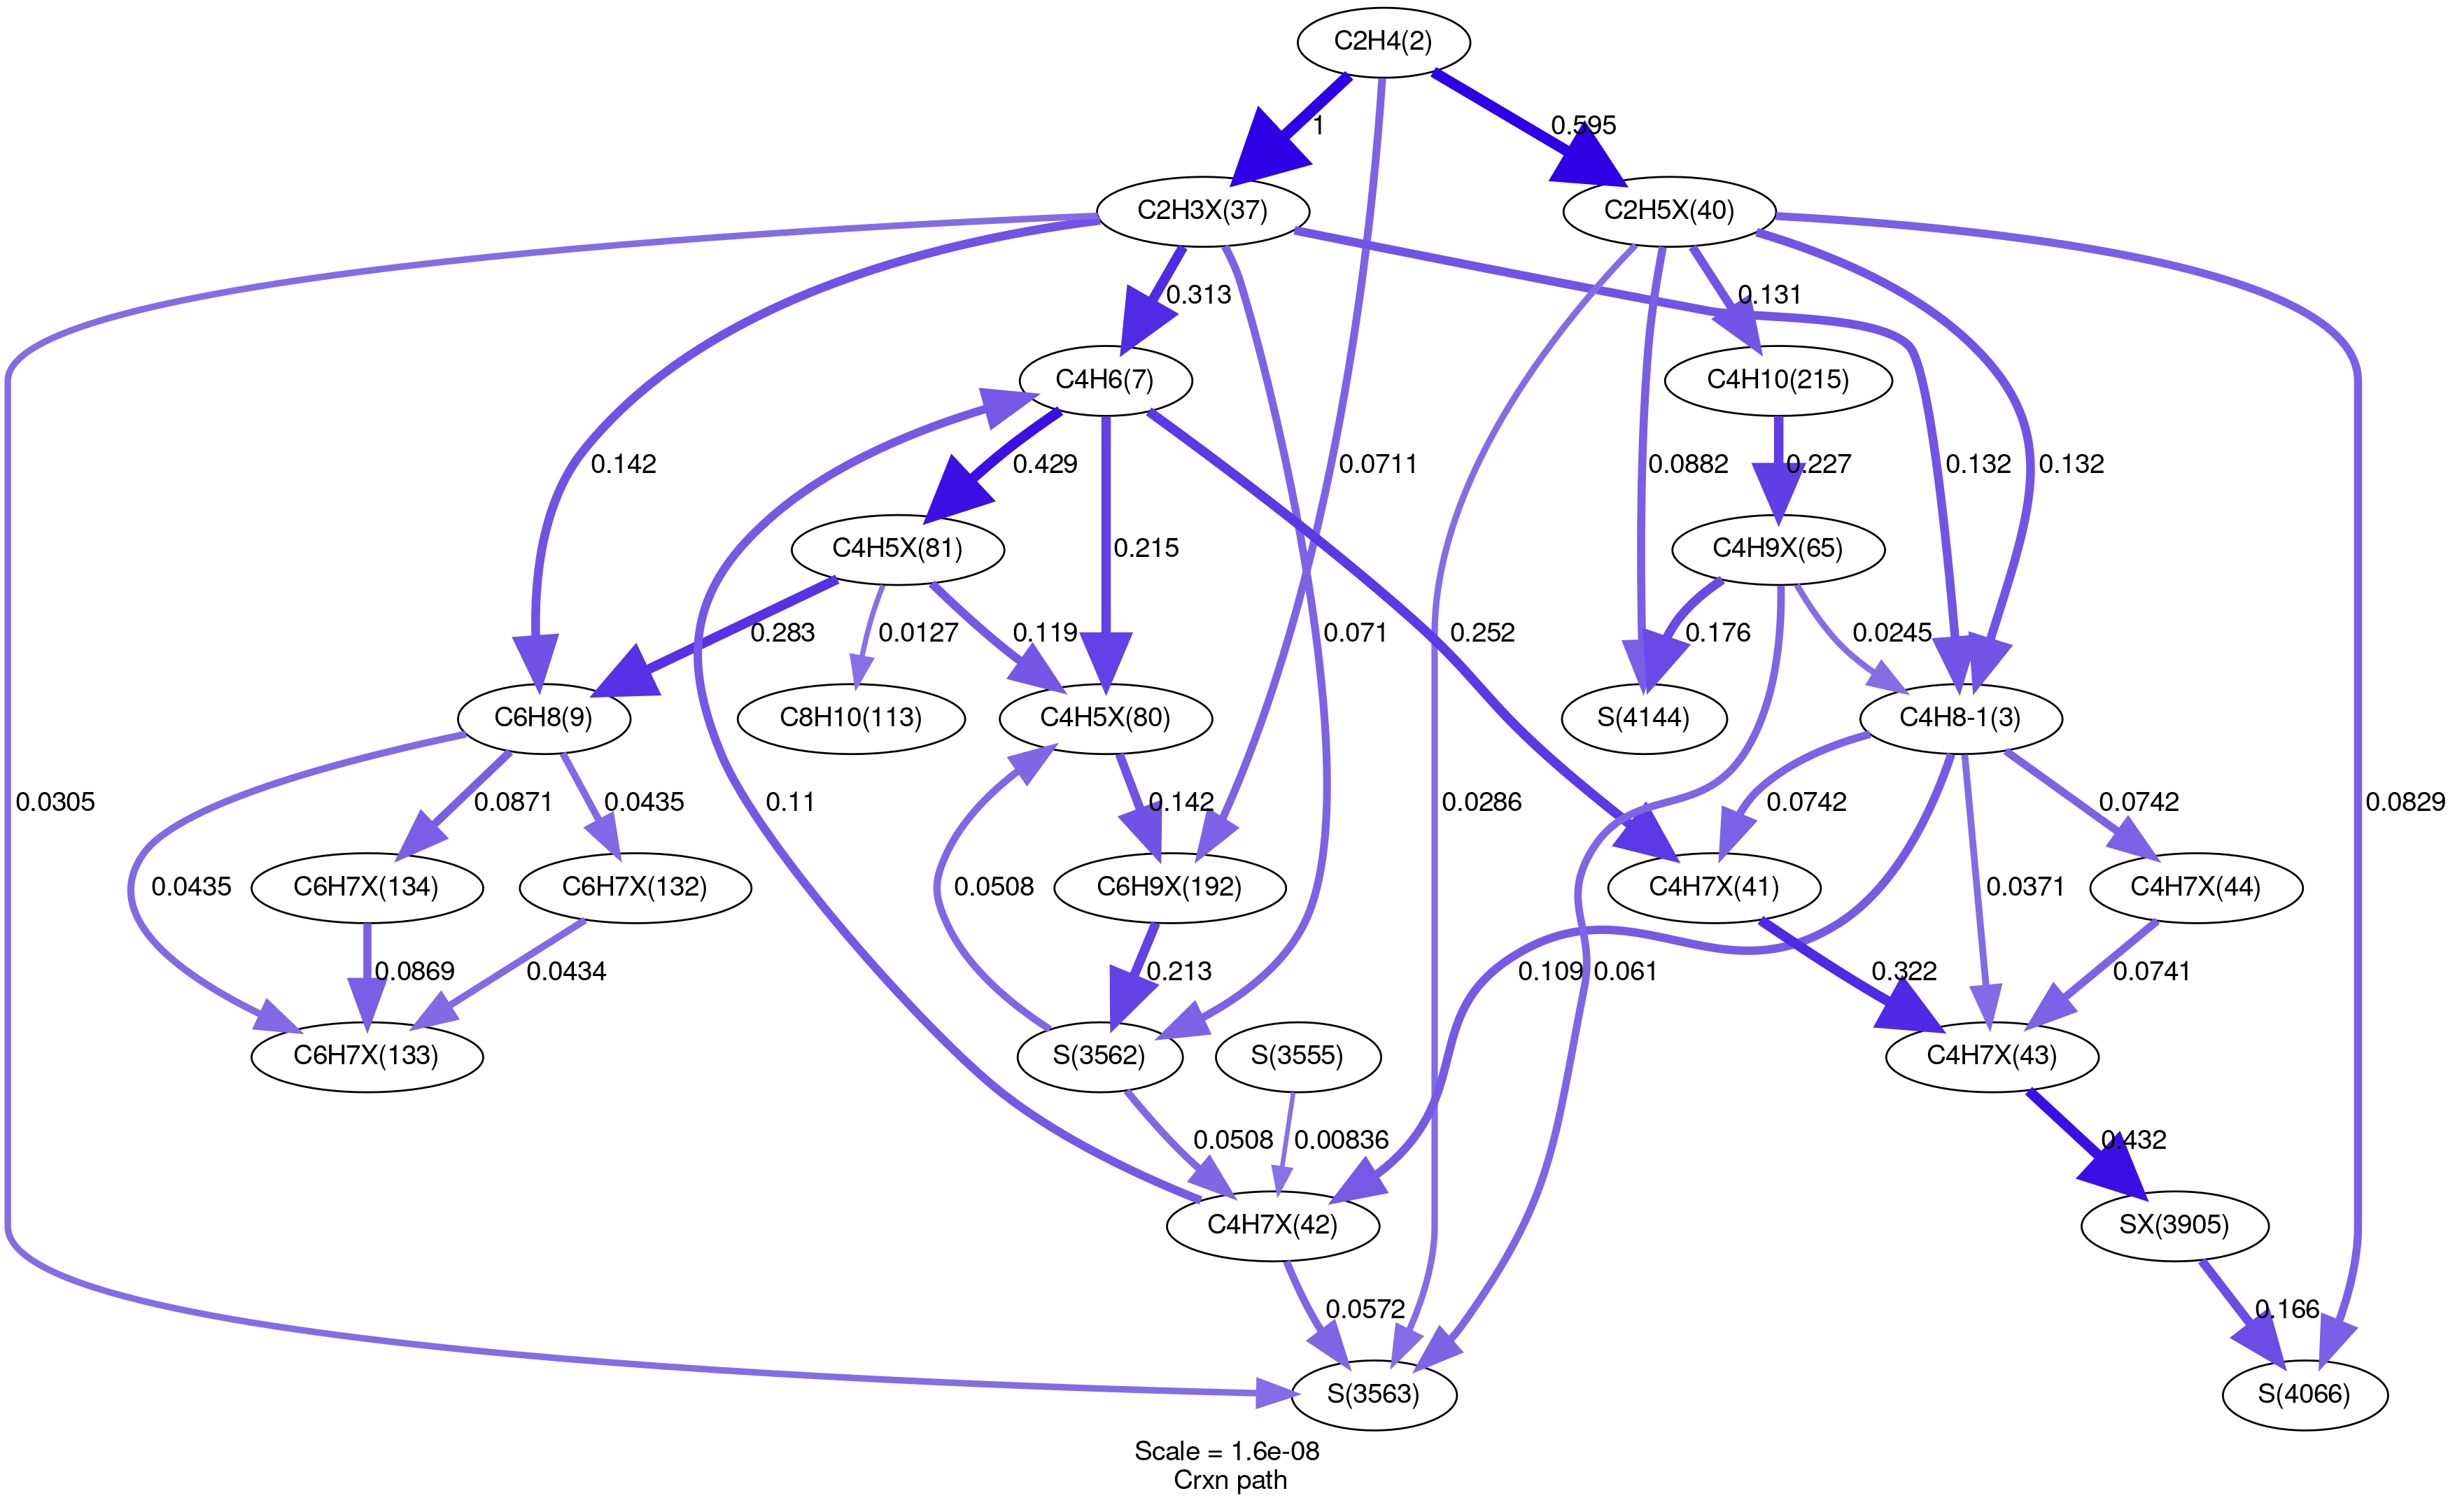 C2H4(2)
1
0.595
C2H3X(37)
C2H5X(40)
0.313
0.131
C4H6(7)
C4H10(215)
0.142
0.429
0.0711
0.0882
0.227
0.132
0.132
C4H5X(81)
0.215
C4H9X(65)
0.283
0.0127
0.119
0.071
0.252
0.176
0.0245
C6H8(9)
C8H10(113)
C4H5X(80)
S(4144)
C4H8-1(3)
0.0305
0.0871
0.0435
0.11
0.142
0.0286
0.0742
0.0742
0.0829
0.0435
C6H7X(134)
C6H7X(132)
0.0508
C6H9X(192)
C4H7X(41)
0.0371
C4H7X(44)
0.0869
0.0434
0.213
0.109
0.061
0.322
0.0741
C6H7X(133)
S(3562)
S(3555)
C4H7X(43)
0.0508
0.00836
0.432
C4H7X(42)
SX(3905)
0.0572
0.166
S(3563)
S(4066)
Scale = 1.6e-08
Crxn path